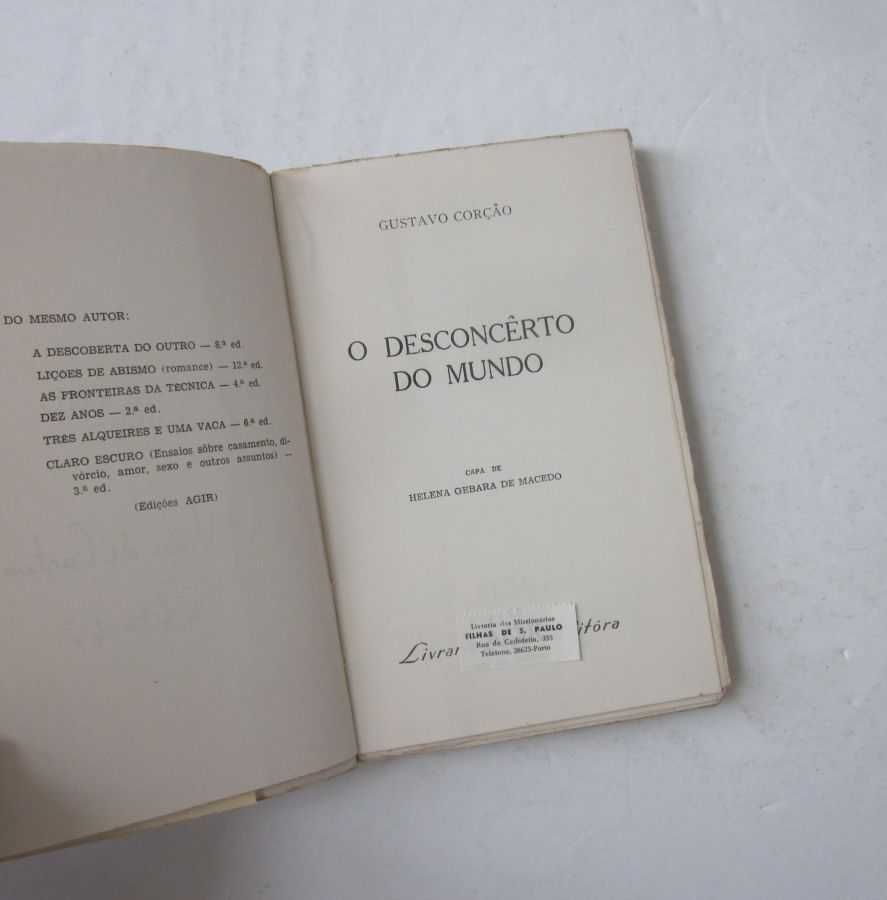 DO MESMO AUTOR:
A DESCOBERTA DO OUTRO — 8.ª ed.
LIÇÕES DE ABISMO (romance) — 12.ª ed.
AS FRONTEIRAS DA TÉCNICA — 4.ª ed.
DEZ ANOS — 2.ª ed.
TRÊS ALQUEIRES E UMA VACA — 6.ª ed.
CLARO ESCURO (Ensaios sôbre casamento, di-
vórcio, amor, sexo e outros assuntos) —
3.ª ed.
(Edições AGIR)
GUSTAVO CORÇÃO
O DESCONCÊRTO
DO MUNDO
CAPA DE
HELENA GEBARA DE MACEDO
Livraria das Missionárias
FILHAS DE S. PAULO
Rua de Cedofeita, 355
Telefone, 28625-Porto